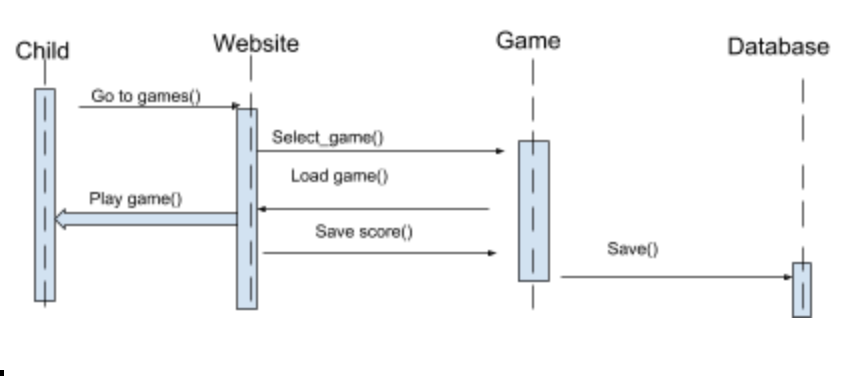 Child
Website
Game
Database
Go to games()
Select_game()
Load game()
Play game()
Save score()
Save()